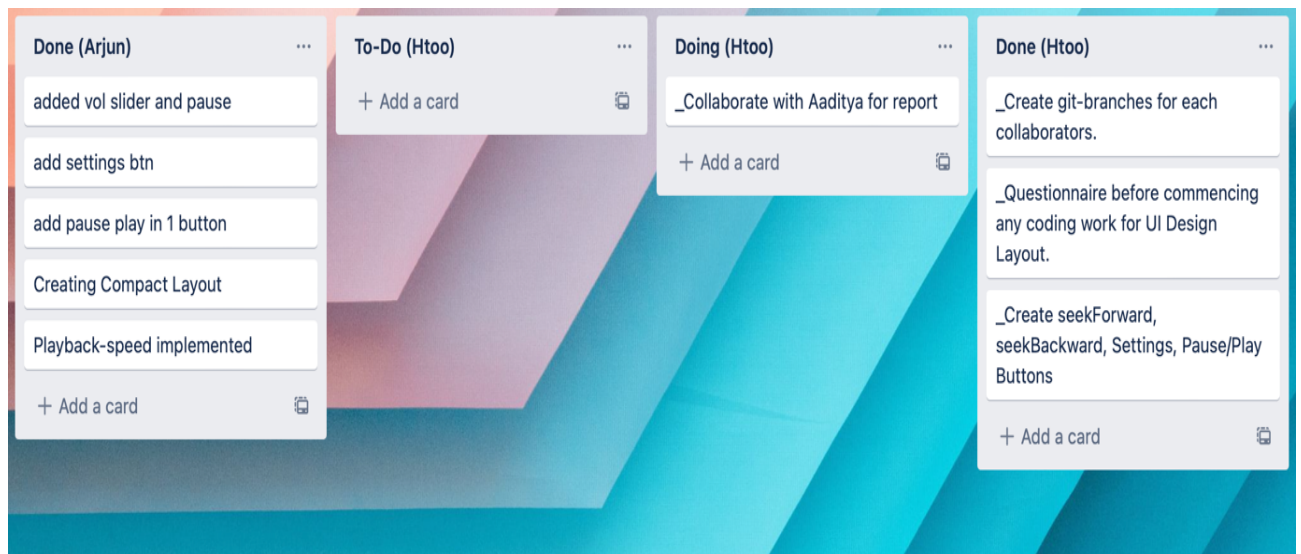 Done (Arjun)
added vol slider and pause
add settings btn
add pause play in 1 button
Creating Compact Layout
Playback-speed implemented
+ Add a card
To-Do (Htoo)
+ Add a card
Doing (Htoo)
_Collaborate with Aaditya for report
+ Add a card
Done (Htoo)
_Create git-branches for each
collaborators.
_Questionnaire before commencing
any coding work for UI Design
Layout.
_Create seekForward,
seekBackward, Settings, Pause/Play
Buttons
+ Add a card